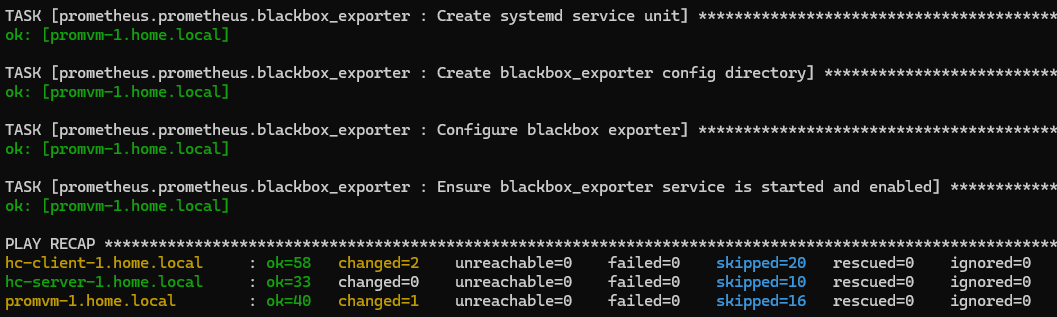 TASK [prometheus.prometheus.blackbox_exporter : Create systemd service unit] ****************************************
ok: [promvm-1.home.local]
TASK [prometheus.prometheus.blackbox_exporter : Create blackbox_exporter config directory] **************************
ok: [promvm-1.home.local]
TASK [prometheus.prometheus.blackbox_exporter : Configure blackbox exporter] ****************************************
ok: [promvm-1.home.local]
TASK [prometheus.prometheus.blackbox_exporter : Ensure blackbox_exporter service is started and enabled] ************
ok: [promvm-1.home.local]
PLAY RECAP **********************************************************************************************************
hc-client-1.home.local     : ok=58   changed=2    unreachable=0    failed=0    skipped=20   rescued=0    ignored=0
hc-server-1.home.local     : ok=33   changed=0    unreachable=0    failed=0    skipped=10   rescued=0    ignored=0
promvm-1.home.local        : ok=40   changed=1    unreachable=0    failed=0    skipped=16   rescued=0    ignored=0